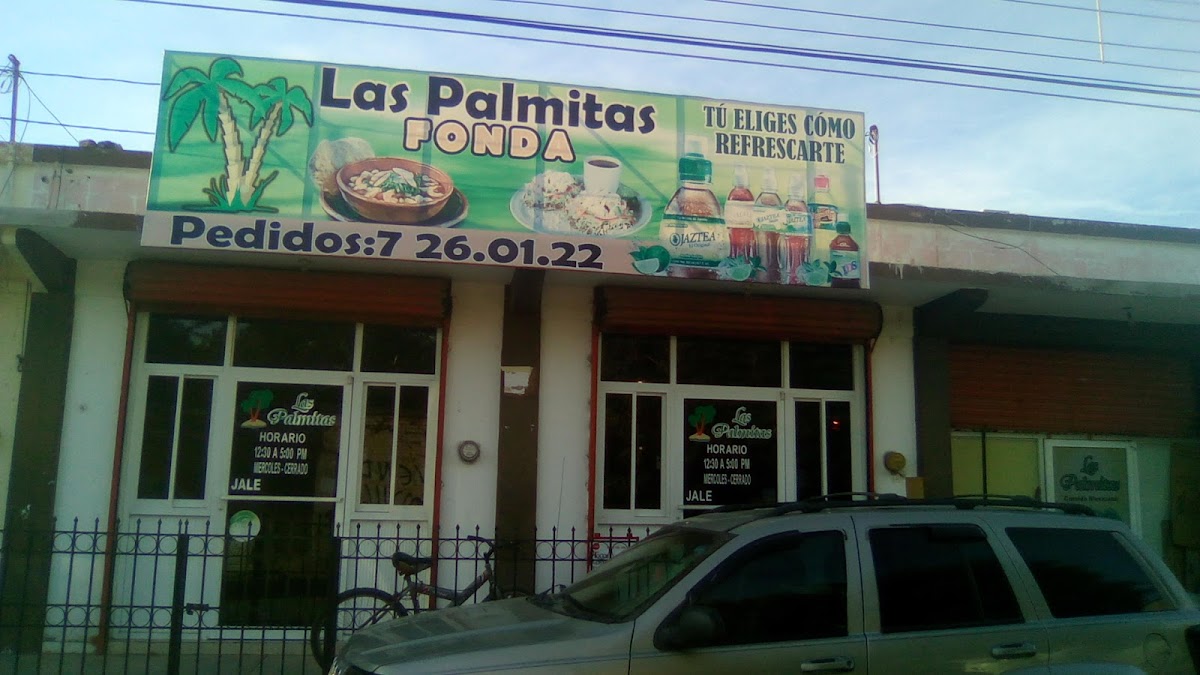 Las Palmitas
FONDA
TÚ ELIGES CÓMO
REFRESCARTE
Pedidos:7 26.01.22
JAZTEA
Las
Palmitas
HORARIO
12:30 A 5:00 PM
MIERCOLES - CERRADO
JALE
Las
Palmitas
HORARIO
12:30 A 5:00 PM
MIERCOLES - CERRADO
JALE
Las
Palmitas